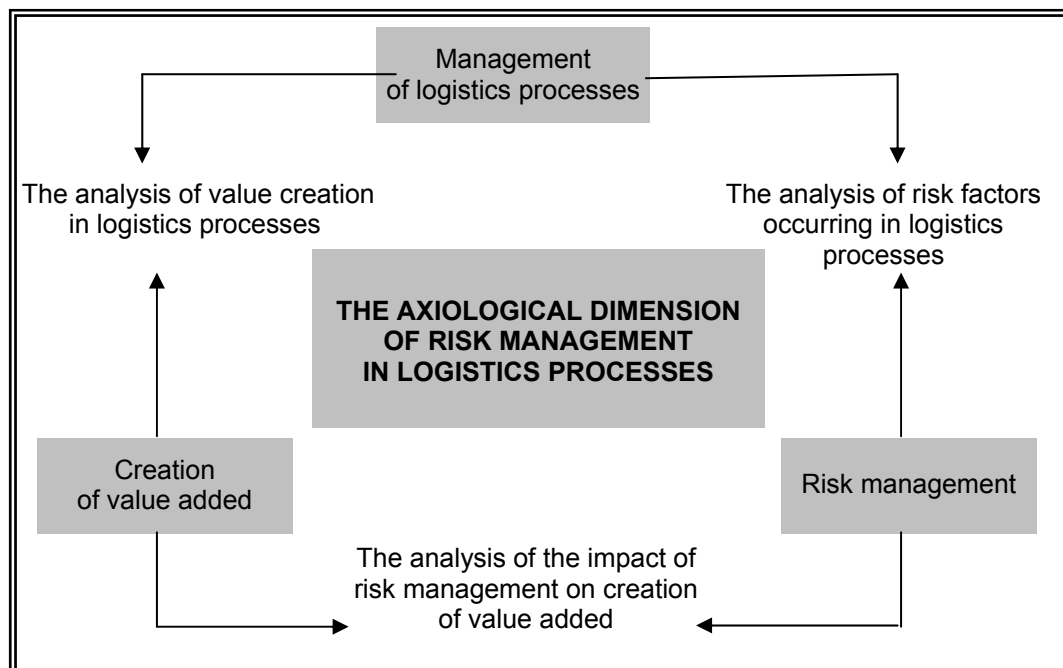 Management
of logistics processes
The analysis of value creation
in logistics processes
The analysis of risk factors
occurring in logistics
processes
THE AXIOLOGICAL DIMENSION
OF RISK MANAGEMENT
IN LOGISTICS PROCESSES
Creation
of value added
Risk management
The analysis of the impact of
risk management on creation
of value added